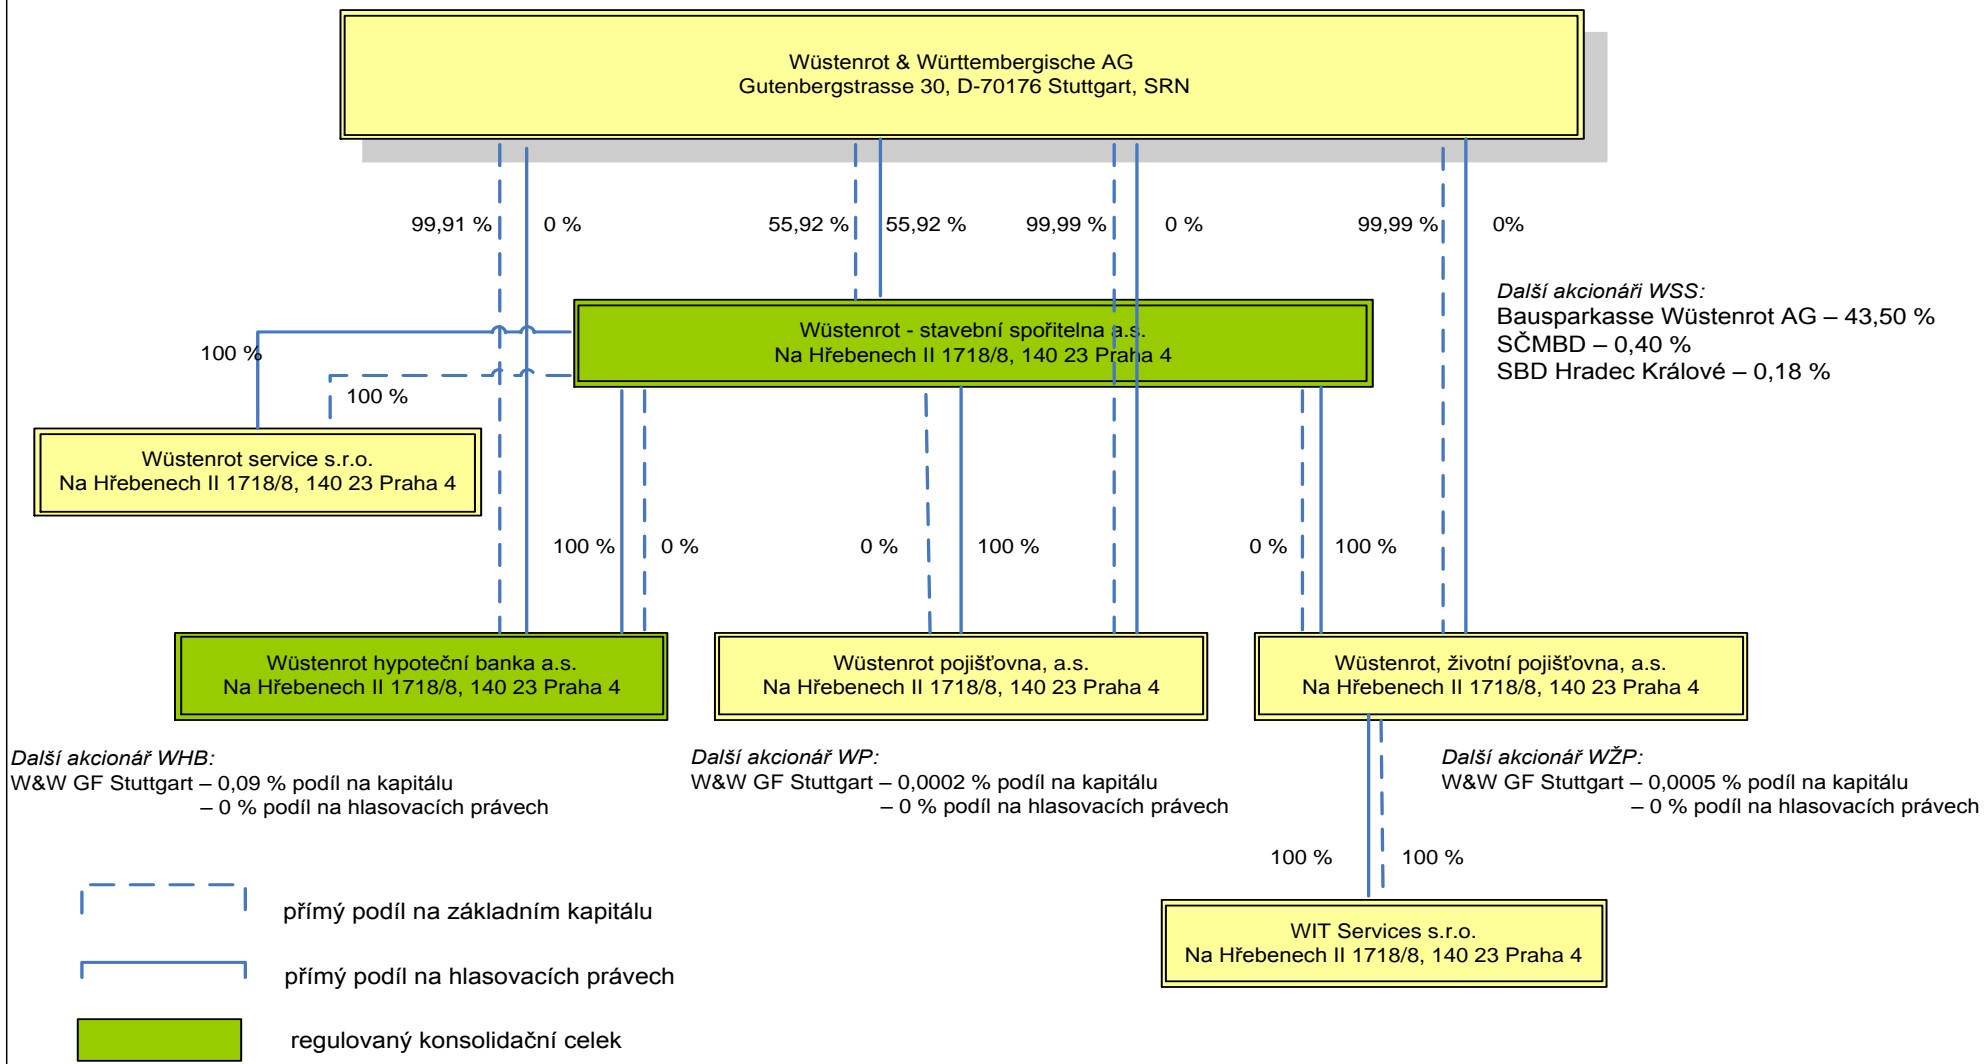 Wüstenrot & Württembergische AG
Gutenbergstrasse 30, D-70176 Stuttgart, SRN
99,91 %
0 %
55,92 %
55,92 %
99,99 %
0 %
99,99 %
0%
Další akcionáři WSS:
Bausparkasse Wüstenrot AG – 43,50 %
SČMBD – 0,40 %
SBD Hradec Králové – 0,18 %
Wüstenrot - stavební spořitelna a.s.
Na Hřebenech II 1718/8, 140 23 Praha 4
100 %
100 %
Wüstenrot service s.r.o.
Na Hřebenech II 1718/8, 140 23 Praha 4
100 %
0 %
0 %
100 %
0 %
100 %
Wüstenrot hypoteční banka a.s.
Na Hřebenech II 1718/8, 140 23 Praha 4
Wüstenrot pojišťovna, a.s.
Na Hřebenech II 1718/8, 140 23 Praha 4
Wüstenrot, životní pojišťovna, a.s.
Na Hřebenech II 1718/8, 140 23 Praha 4
Další akcionář WHB:
W&W GF Stuttgart – 0,09 % podíl na kapitálu
– 0 % podíl na hlasovacích právech
Další akcionář WP:
W&W GF Stuttgart – 0,0002 % podíl na kapitálu
– 0 % podíl na hlasovacích právech
Další akcionář WŽP:
W&W GF Stuttgart – 0,0005 % podíl na kapitálu
– 0 % podíl na hlasovacích právech
100 %
100 %
WIT Services s.r.o.
Na Hřebenech II 1718/8, 140 23 Praha 4
přímý podíl na základním kapitálu
přímý podíl na hlasovacích právech
regulovaný konsolidační celek